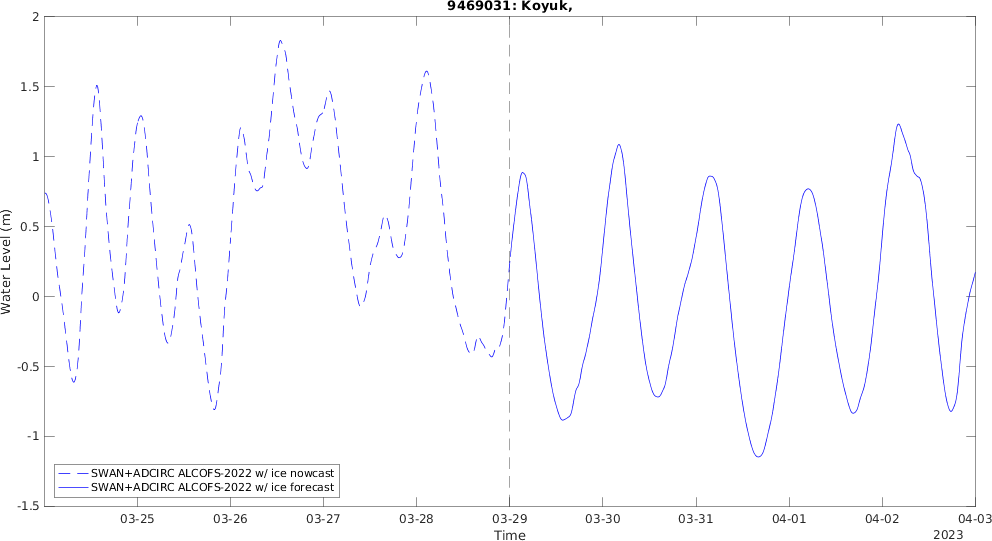 9469031: Koyuk,
2
1.5
1
0.5
0
-0.5
-1
-1.5
Water Level (m)
SWAN+ADCIRC ALCOFS-2022 w/ ice nowcast
SWAN+ADCIRC ALCOFS-2022 w/ ice forecast
03-25 03-26 03-27 03-28 03-29 03-30 03-31 04-01 04-02 04-03
Time
2023